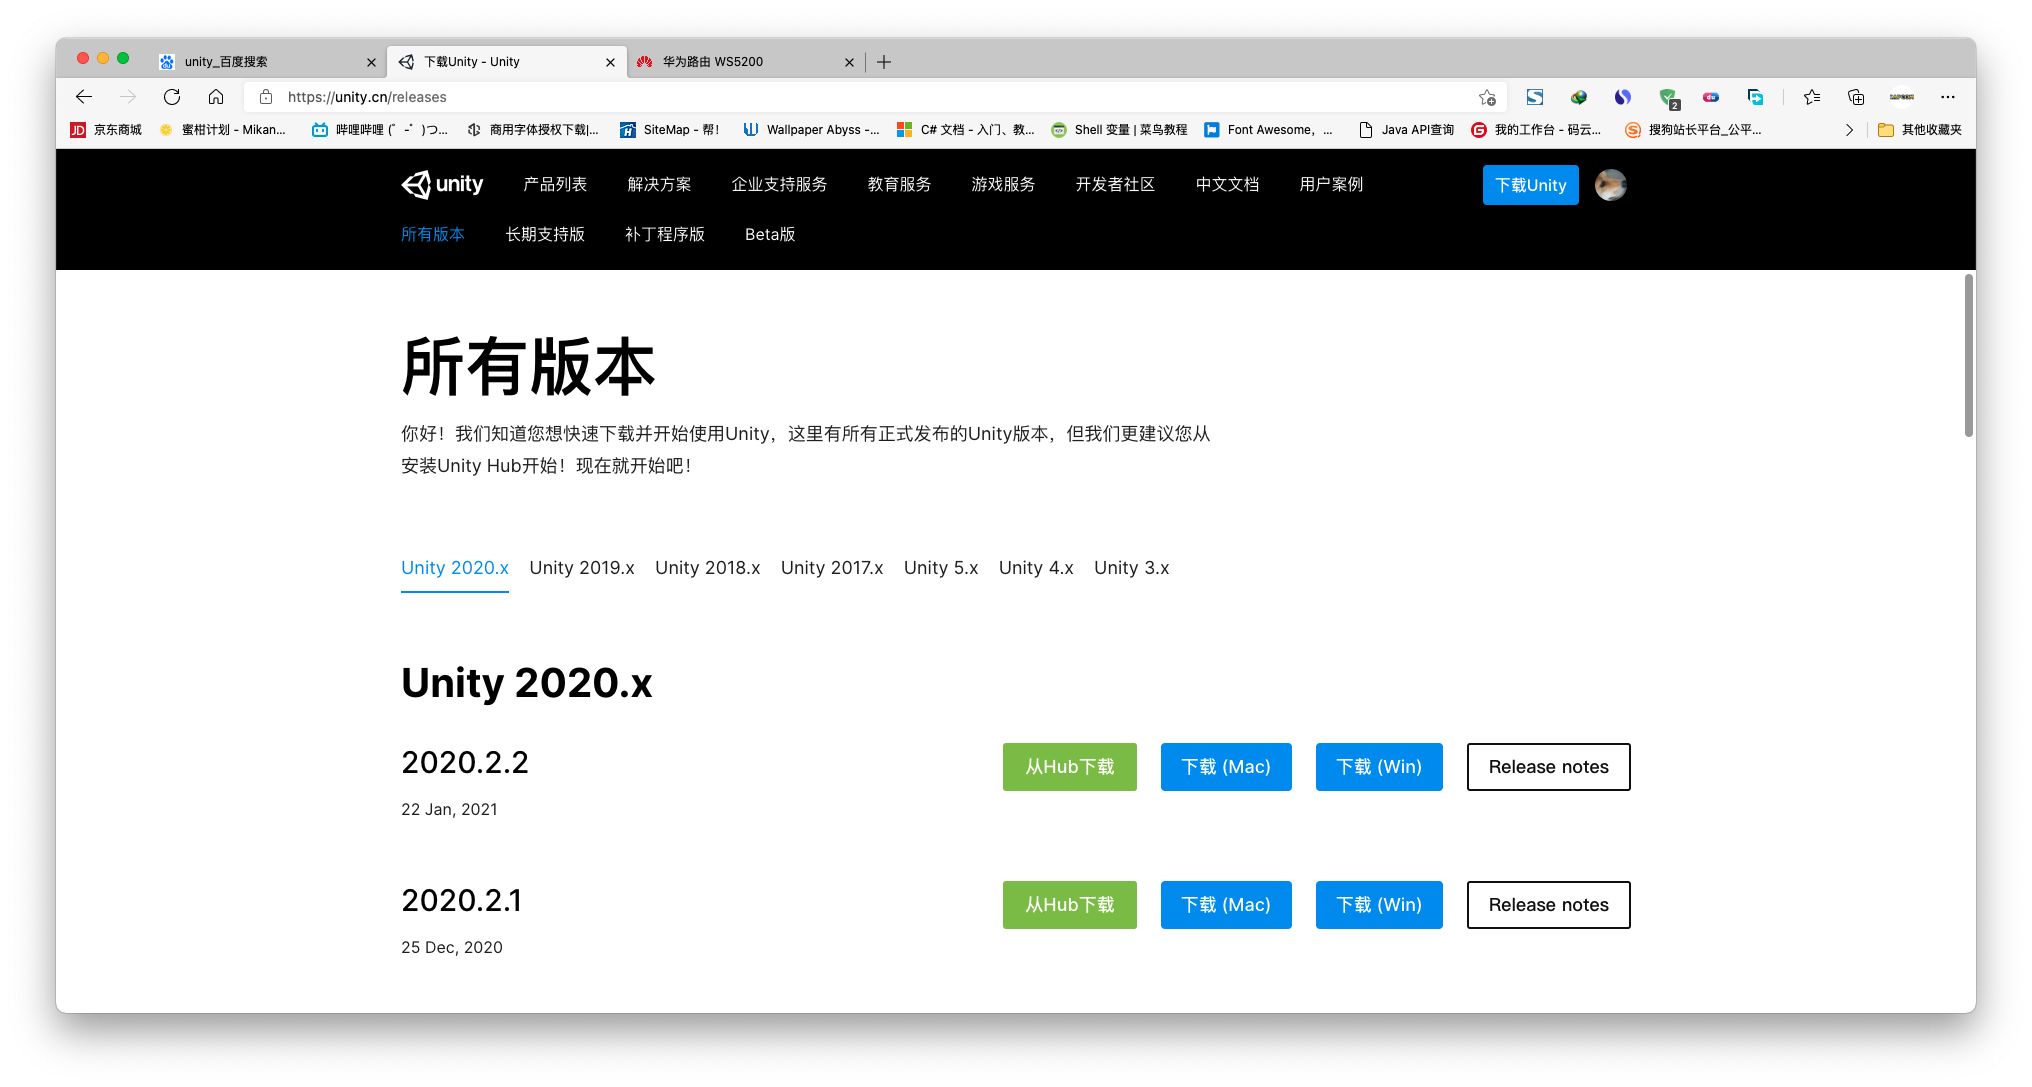 unity_百度搜索
下载Unity - Unity
华为路由 WS5200
https://unity.cn/releases
2
京东商城
蜜柑计划 - Mikan...
哔哩哔哩 (゜-゜)つ...
商用字体授权下载|...
SiteMap - 帮!
Wallpaper Abyss -...
C# 文档 - 入门、教...
Shell 变量 | 菜鸟教程
Font Awesome，...
Java API查询
我的工作台 - 码云...
搜狗站长平台_公平...
其他收藏夹
unity
产品列表
解决方案
企业支持服务
教育服务
游戏服务
开发者社区
中文文档
用户案例
下载Unity
所有版本
长期支持版
补丁程序版
Beta版
所有版本
你好！我们知道您想快速下载并开始使用Unity，这里有所有正式发布的Unity版本，但我们更建议您从
安装Unity Hub开始！现在就开始吧！
Unity 2020.x
Unity 2019.x
Unity 2018.x
Unity 2017.x
Unity 5.x
Unity 4.x
Unity 3.x
Unity 2020.x
2020.2.2
从Hub下载
下载 (Mac)
下载 (Win)
Release notes
22 Jan, 2021
2020.2.1
从Hub下载
下载 (Mac)
下载 (Win)
Release notes
25 Dec, 2020